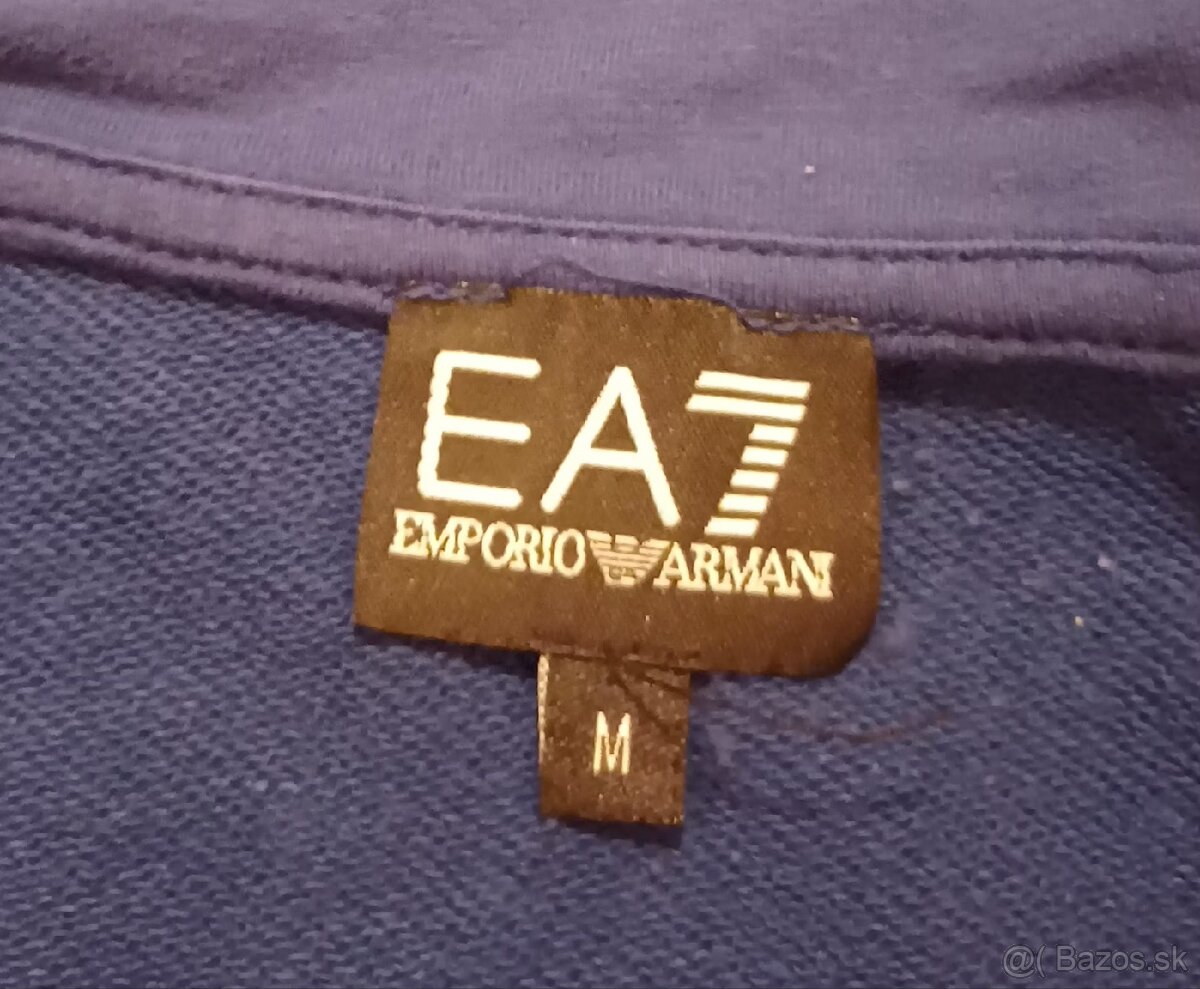 EA7
EMPORIO ARMANI
M
@( Bazos.sk